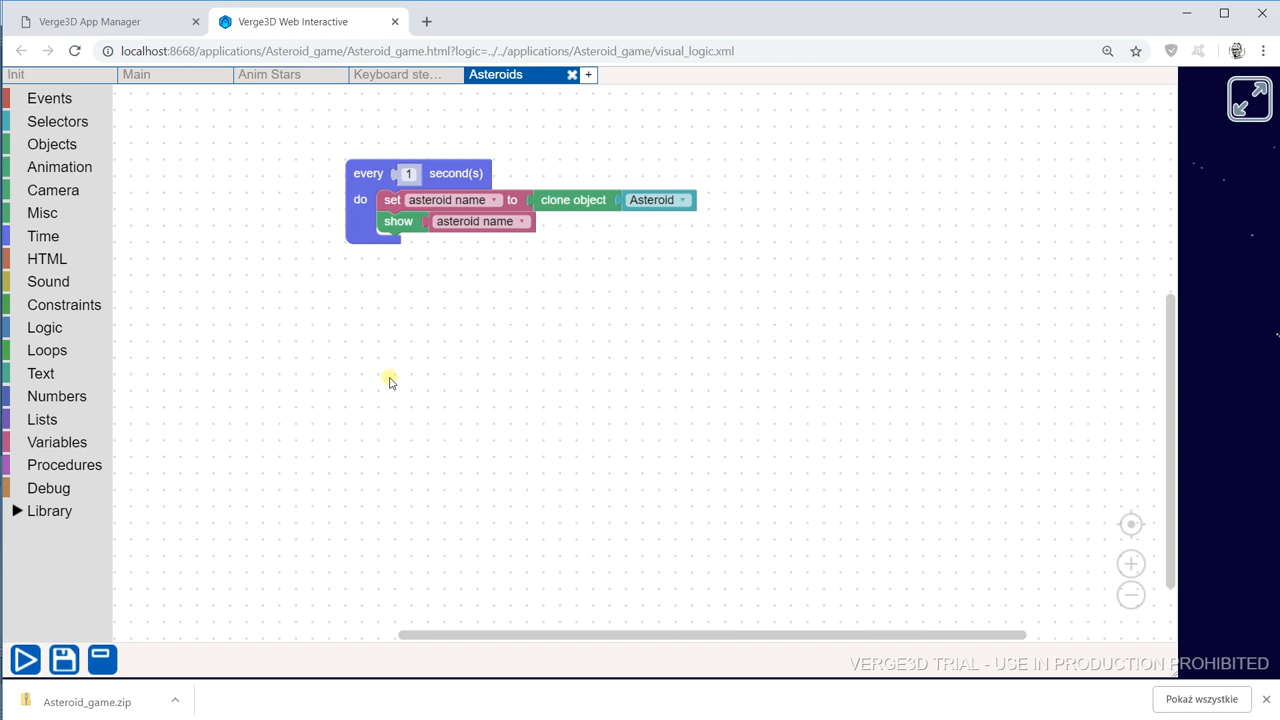 Verge3D App Manager
Verge3D Web Interactive
localhost:8668/applications/Asteroid_game/Asteroid_game.html?logic=../../applications/Asteroid_game/visual_logic.xml
Init
Main
Anim Stars
Keyboard ste...
Asteroids
Events
Selectors
Objects
Animation
Camera
Misc
Time
HTML
Sound
Constraints
Logic
Loops
Text
Numbers
Lists
Variables
Procedures
Debug
Library
every 1 second(s)
do set asteroid name to clone object Asteroid
show asteroid name
VERGE3D TRIAL - USE IN PRODUCTION PROHIBITED
Asteroid_game.zip
Pokaż wszystkie